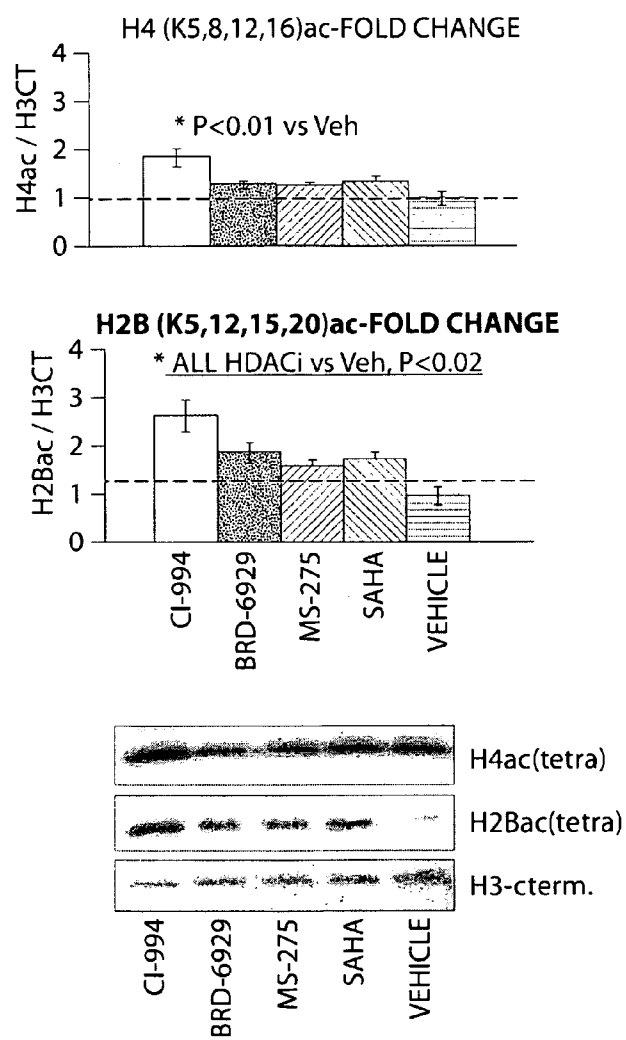 H4 (K5,8,12,16)ac-FOLD CHANGE
H4ac / H3CT
4
3
2
1
0
* P<0.01 vs Veh
H2B (K5,12,15,20)ac-FOLD CHANGE
H2Bac / H3CT
4
3
2
1
0
* ALL HDACi vs Veh, P<0.02
CI-994
BRD-6929
MS-275
SAHA
VEHICLE
H4ac(tetra)
H2Bac(tetra)
H3-cterm.
CI-994
BRD-6929
MS-275
SAHA
VEHICLE